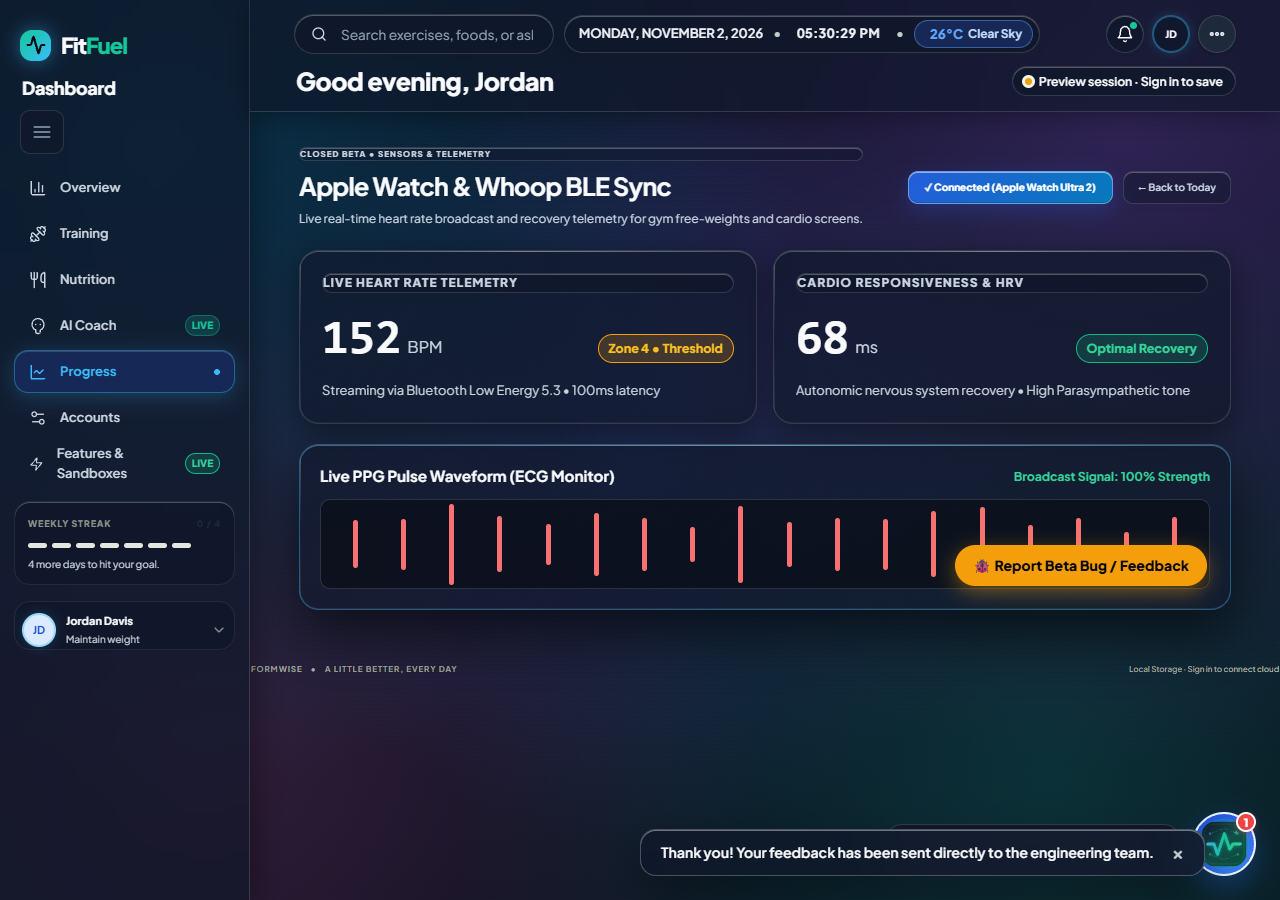 FitFuel
Dashboard
Overview
Training
Nutrition
AI Coach LIVE
Progress
Accounts
Features &
Sandboxes
LIVE
WEEKLY STREAK 0 / 4
4 more days to hit your goal.
JD
Jordan Davis
Maintain weight
Search exercises, foods, or asl
MONDAY, NOVEMBER 2, 2026 • 05:30:29 PM • 26°C Clear Sky
JD
•••
Good evening, Jordan
Preview session · Sign in to save
CLOSED BETA • SENSORS & TELEMETRY
Apple Watch & Whoop BLE Sync
Live real-time heart rate broadcast and recovery telemetry for gym free-weights and cardio screens.
✓ Connected (Apple Watch Ultra 2)
← Back to Today
LIVE HEART RATE TELEMETRY
152 BPM
Zone 4 • Threshold
Streaming via Bluetooth Low Energy 5.3 • 100ms latency
CARDIO RESPONSIVENESS & HRV
68 ms
Optimal Recovery
Autonomic nervous system recovery • High Parasympathetic tone
Live PPG Pulse Waveform (ECG Monitor)
Broadcast Signal: 100% Strength
🐞 Report Beta Bug / Feedback
FORMWISE • A LITTLE BETTER, EVERY DAY
Local Storage · Sign in to connect cloud
Thank you! Your feedback has been sent directly to the engineering team. ×
1